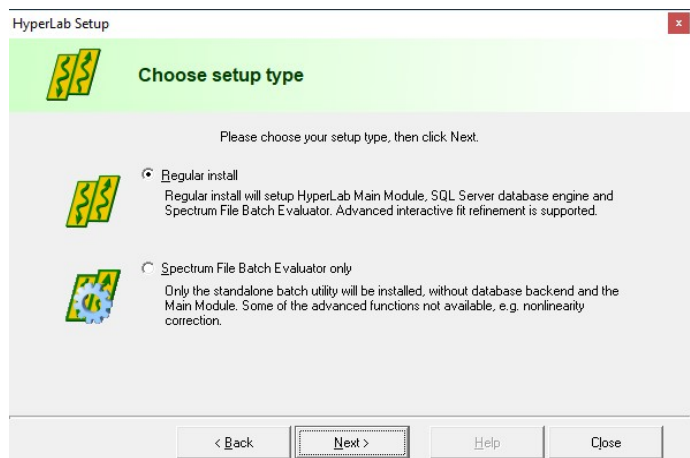 HyperLab Setup
x
Choose setup type
Please choose your setup type, then click Next.
Regular install
Regular install will setup HyperLab Main Module, SQL Server database engine and
Spectrum File Batch Evaluator. Advanced interactive fit refinement is supported.
Spectrum File Batch Evaluator only
Only the standalone batch utility will be installed, without database backend and the
Main Module. Some of the advanced functions not available, e.g. nonlinearity
correction.
< Back Next > Help Close